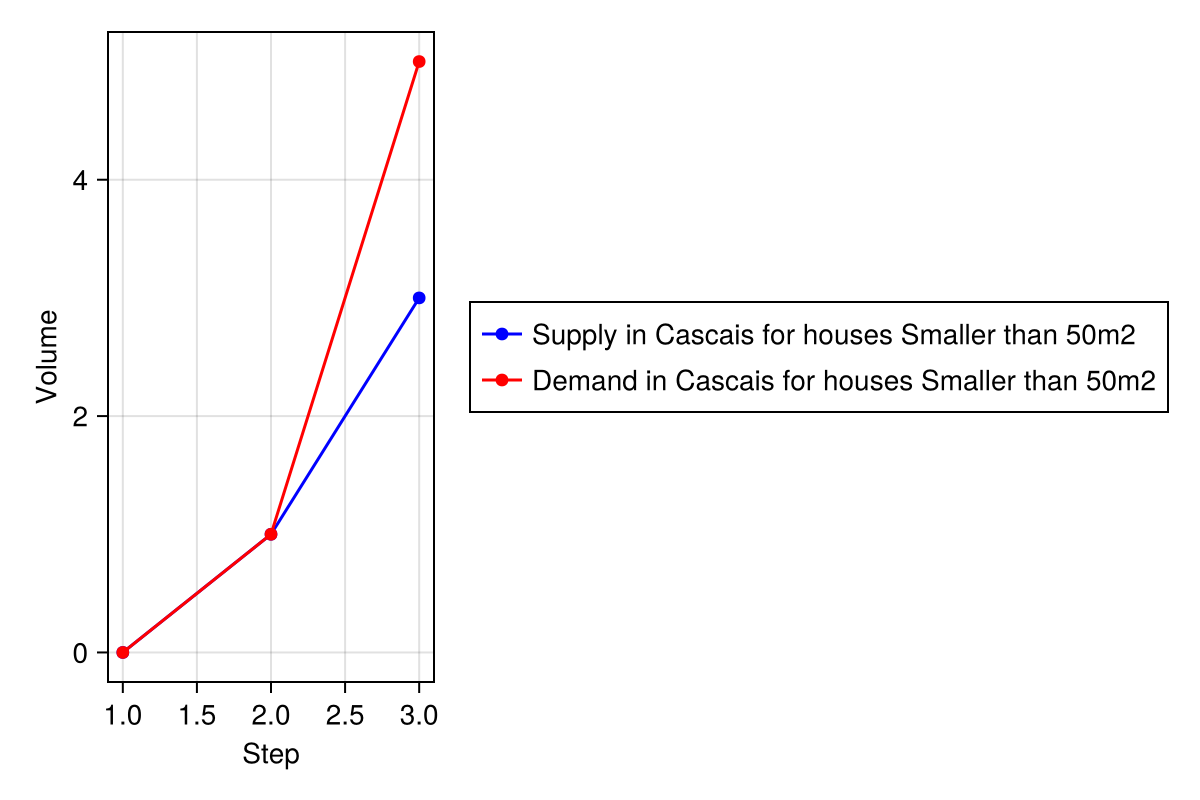 4
2
0
Volume
1.0 1.5 2.0 2.5 3.0
Step
Supply in Cascais for houses Smaller than 50m2
Demand in Cascais for houses Smaller than 50m2